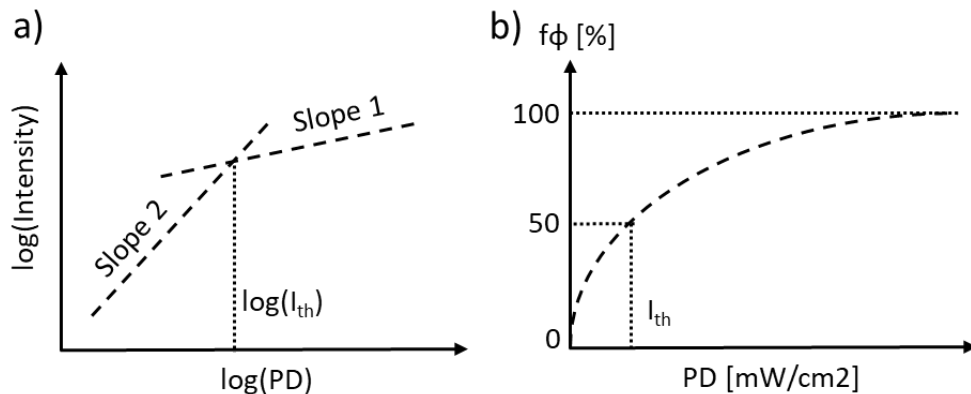 a)
log(Intensity)
Slope 2
Slope 1
log(Ith)
log(PD)
b)
fϕ [%]
100
50
0
Ith
PD [mW/cm2]